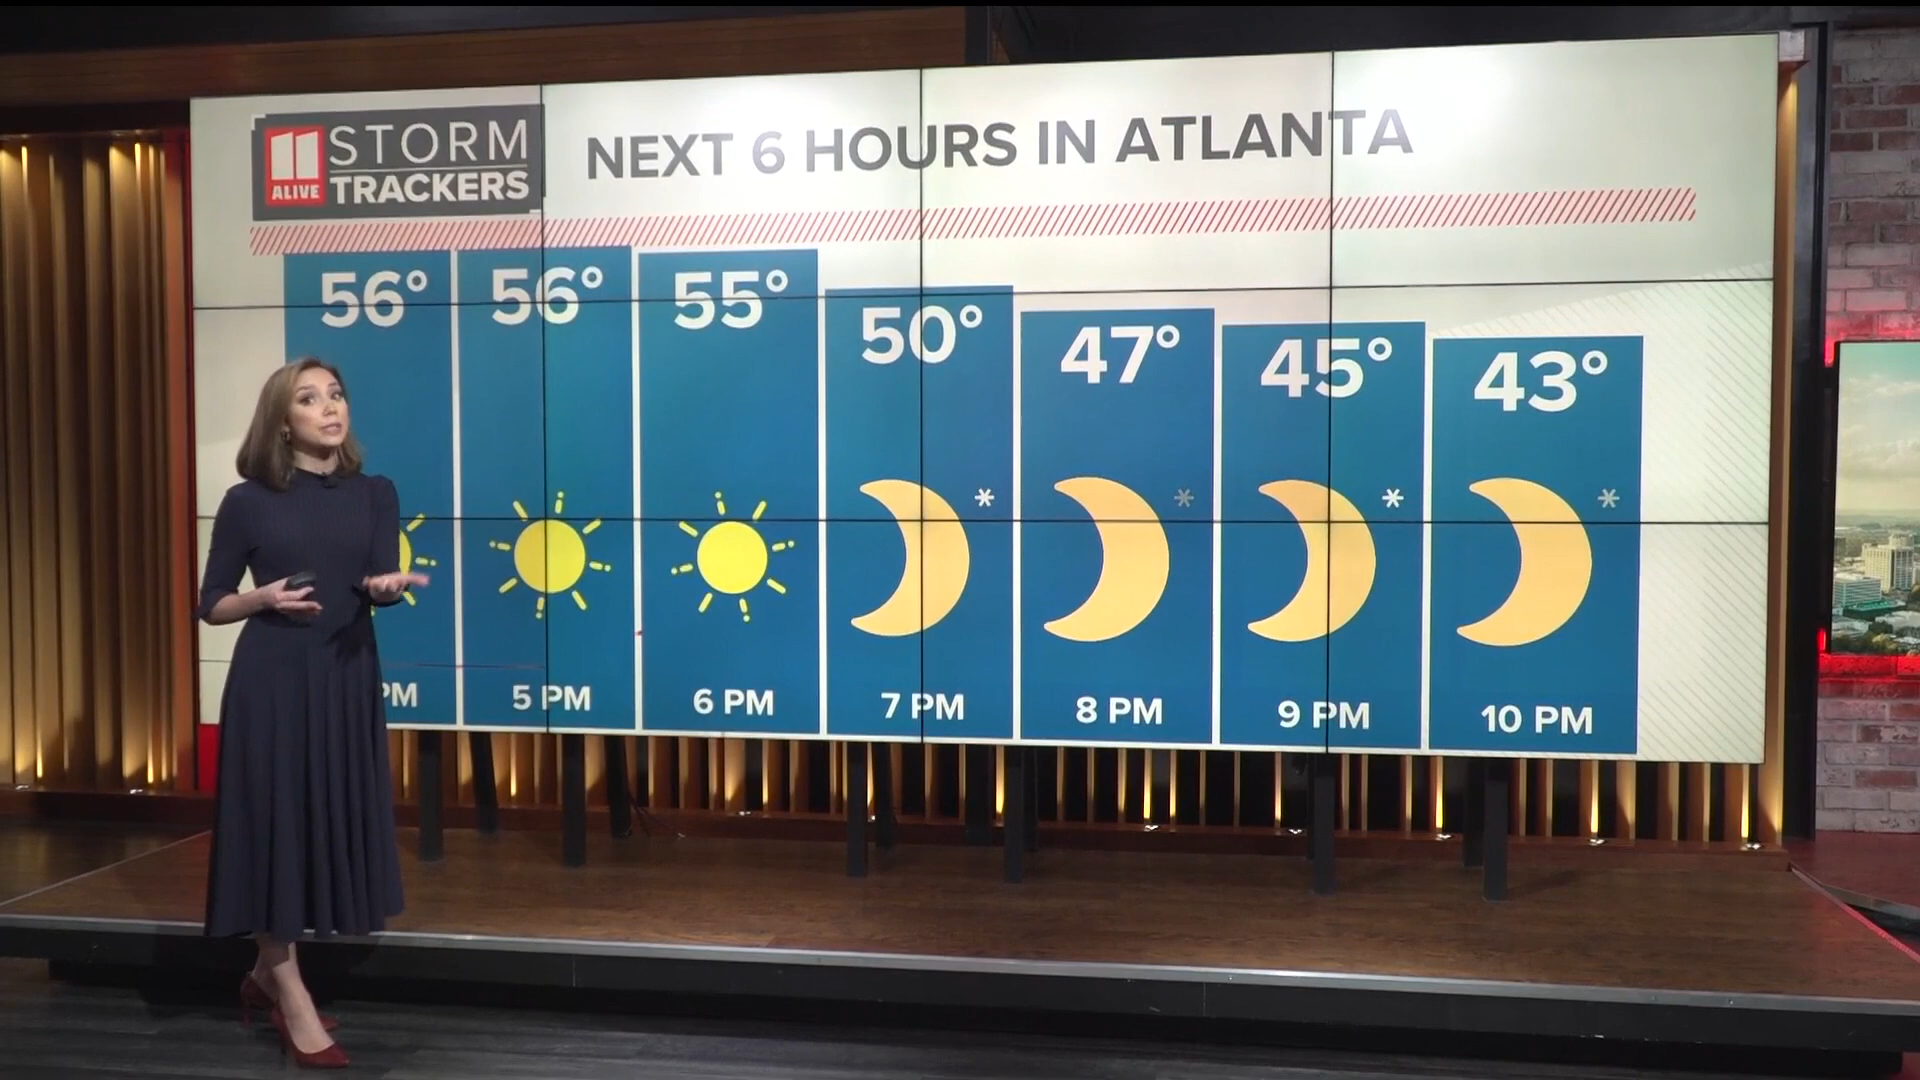 11 ALIVE
STORM
TRACKERS
NEXT 6 HOURS IN ATLANTA
56° 56° 55° 50° 47° 45° 43°
PM 5 PM 6 PM 7 PM 8 PM 9 PM 10 PM